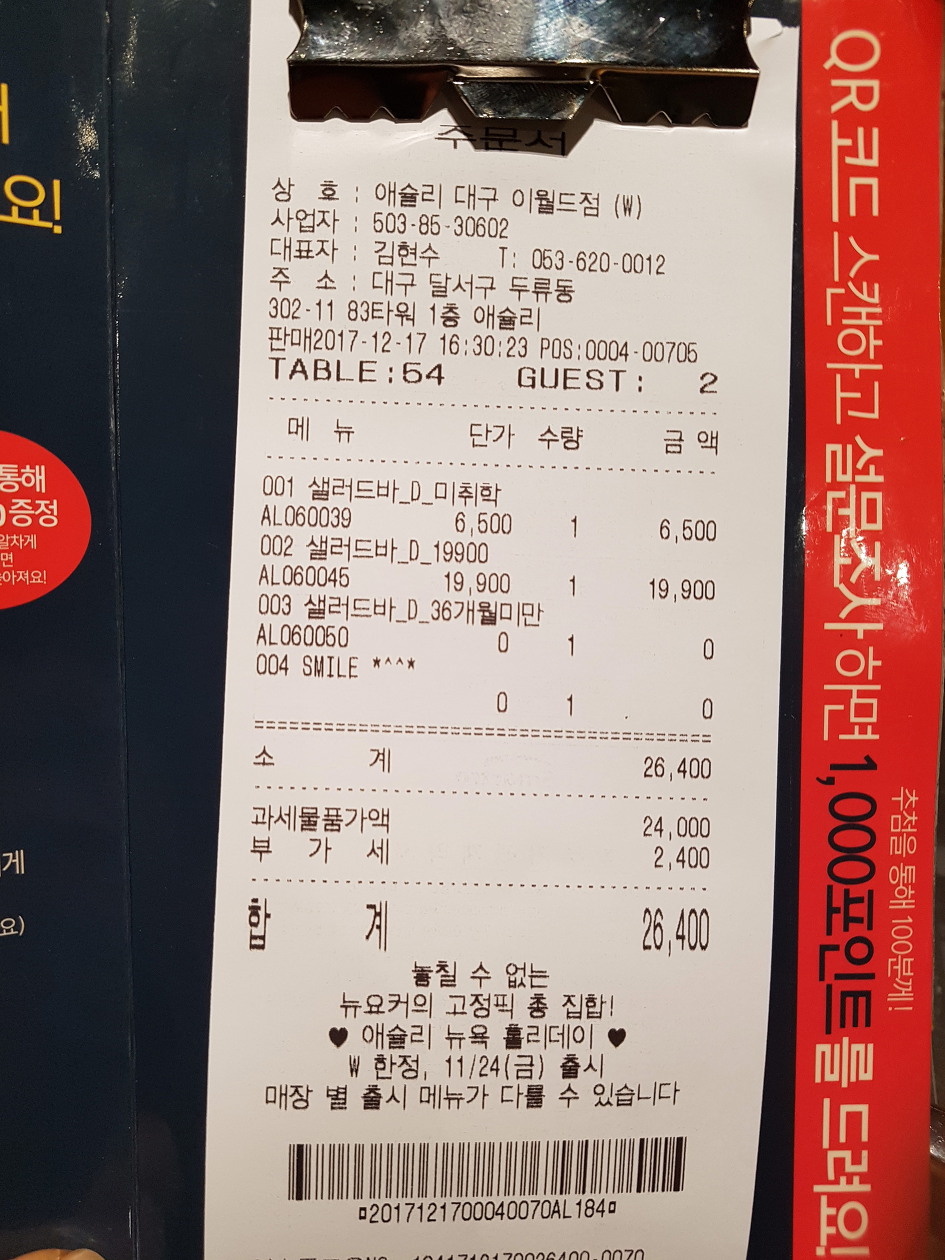 주문서
상 호 : 애슐리 대구 이월드점 (W)
사업자 : 503-85-30602
대표자 : 김현수 T: 053-620-0012
주 소 : 대구 달서구 두류동
302-11 83타워 1층 애슐리
판매2017-12-17 16:30:23 POS:0004-00705
TABLE:54 GUEST: 2
메 뉴 단가 수량 금 액
001 샐러드바_D_미취학
AL060039 6,500 1 6,500
002 샐러드바_D_19900
AL060045 19,900 1 19,900
003 샐러드바_D_36개월미만
AL060050 0 1 0
004 SMILE *^^*
0 1 0
소 계 26,400
과세물품가액 24,000
부 가 세 2,400
합 계 26,400
놓칠 수 없는
뉴요커의 고정픽 총 집합!
♥ 애슐리 뉴욕 홀리데이 ♥
W 한정, 11/24(금) 출시
매장 별 출시 메뉴가 다를 수 있습니다
¤2017121700040070AL184¤
QR코드 스캔하고 설문조사하면 1,000포인트를 드려요
추첨을 통해 100분께!
요!
통해
증정
알차게
면
아져요!
게
요)